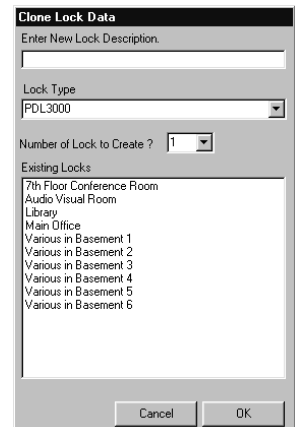 Clone Lock Data
Enter New Lock Description.
Lock Type
PDL3000
Number of Lock to Create ? 1
Existing Locks
7th Floor Conference Room
Audio Visual Room
Library
Main Office
Various in Basement 1
Various in Basement 2
Various in Basement 3
Various in Basement 4
Various in Basement 5
Various in Basement 6
Cancel OK